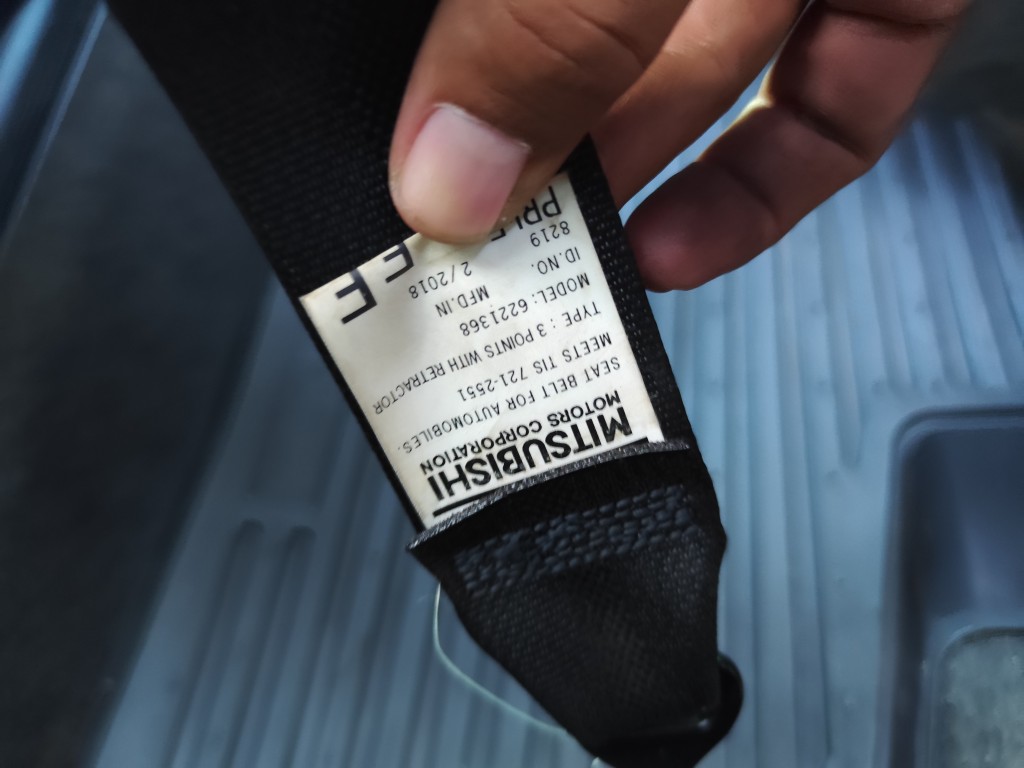 MITSUBISHI
MOTORS CORPORATION
SEAT BELT FOR AUTOMOBILES.
MEETS TIS 721-2551
TYPE : 3 POINTS WITH RETRACTOR
MODEL: 6221368
ID.NO. MFD.IN
8219 2/2018